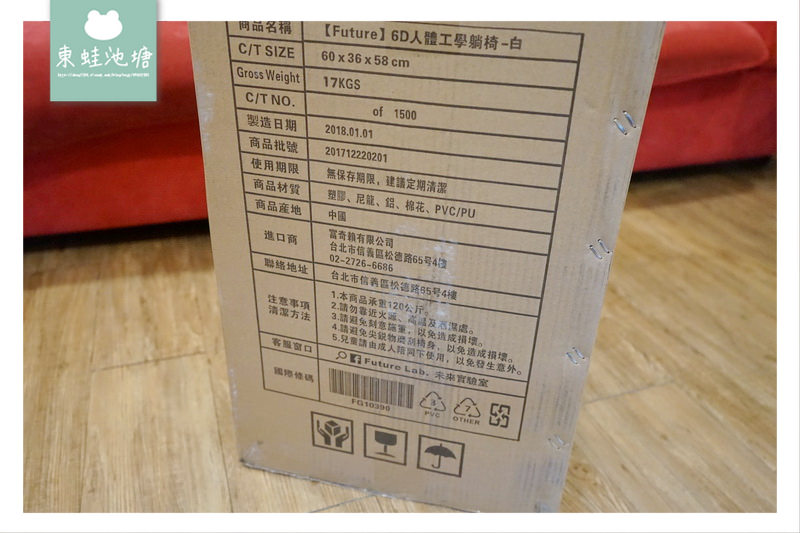 東蛙池塘
商品名稱 【Future】6D人體工學躺椅-白
C/T SIZE 60 x 36 x 58 cm
Gross Weight 17KGS
C/T NO. of 1500
製造日期 2018.01.01
商品批號 201712220201
使用期限 無保存期限，建議定期清潔
商品材質 塑膠、尼龍、鋁、棉花、PVC/PU
商品產地 中國
進口商 富奇賴有限公司
台北市信義區松德路65號4樓
02-2726-6686
聯絡地址 台北市信義區松德路65號4樓
注意事項
清潔方法
1.本商品承重120公斤。
2.請勿靠近火源、高溫及潮濕處。
3.請避免刻意施重，以免造成損壞。
4.請避免尖銳物磨刮椅身，以免造成損壞。
5.兒童請由成人陪同下使用，以免發生意外。
客服窗口 Future Lab. 未來實驗室
國際條碼
FG10390
3
PVC
7
OTHER